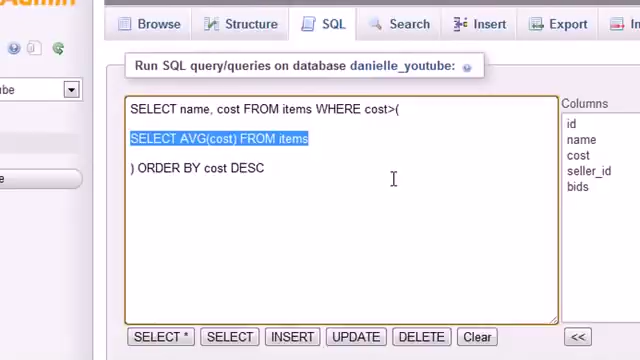 Admin
Browse Structure SQL Search Insert Export
Run SQL query/queries on database danielle_youtube:
SELECT name, cost FROM items WHERE cost>(
SELECT AVG(cost) FROM items
) ORDER BY cost DESC
Columns
id
name
cost
seller_id
bids
SELECT * SELECT INSERT UPDATE DELETE Clear <<